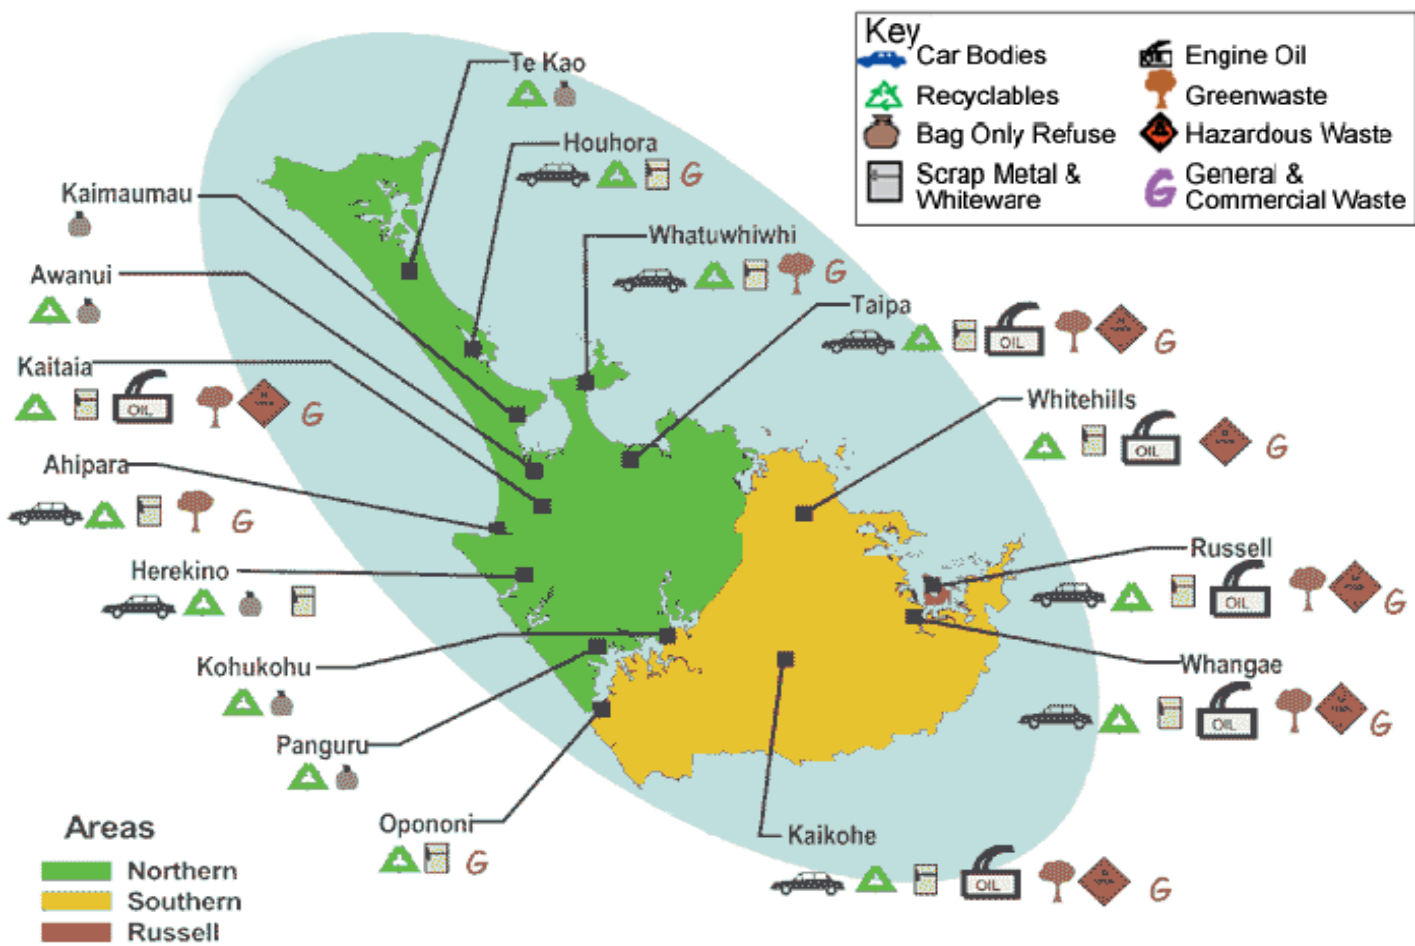 Key
Car Bodies
Engine Oil
Recyclables
Greenwaste
Bag Only Refuse
Hazardous Waste
Scrap Metal &
Whiteware
General &
Commercial Waste
G
Te Kao
Houhora
G
Kaimaumau
Whatuwhiwhi
G
Awanui
Taipa
OIL
G
Kaitaia
OIL
G
Whitehills
OIL
G
Ahipara
G
Russell
OIL
G
Herekino
Kohukohu
Whangae
OIL
G
Panguru
Opononi
G
Kaikohe
OIL
G
Areas
Northern
Southern
Russell